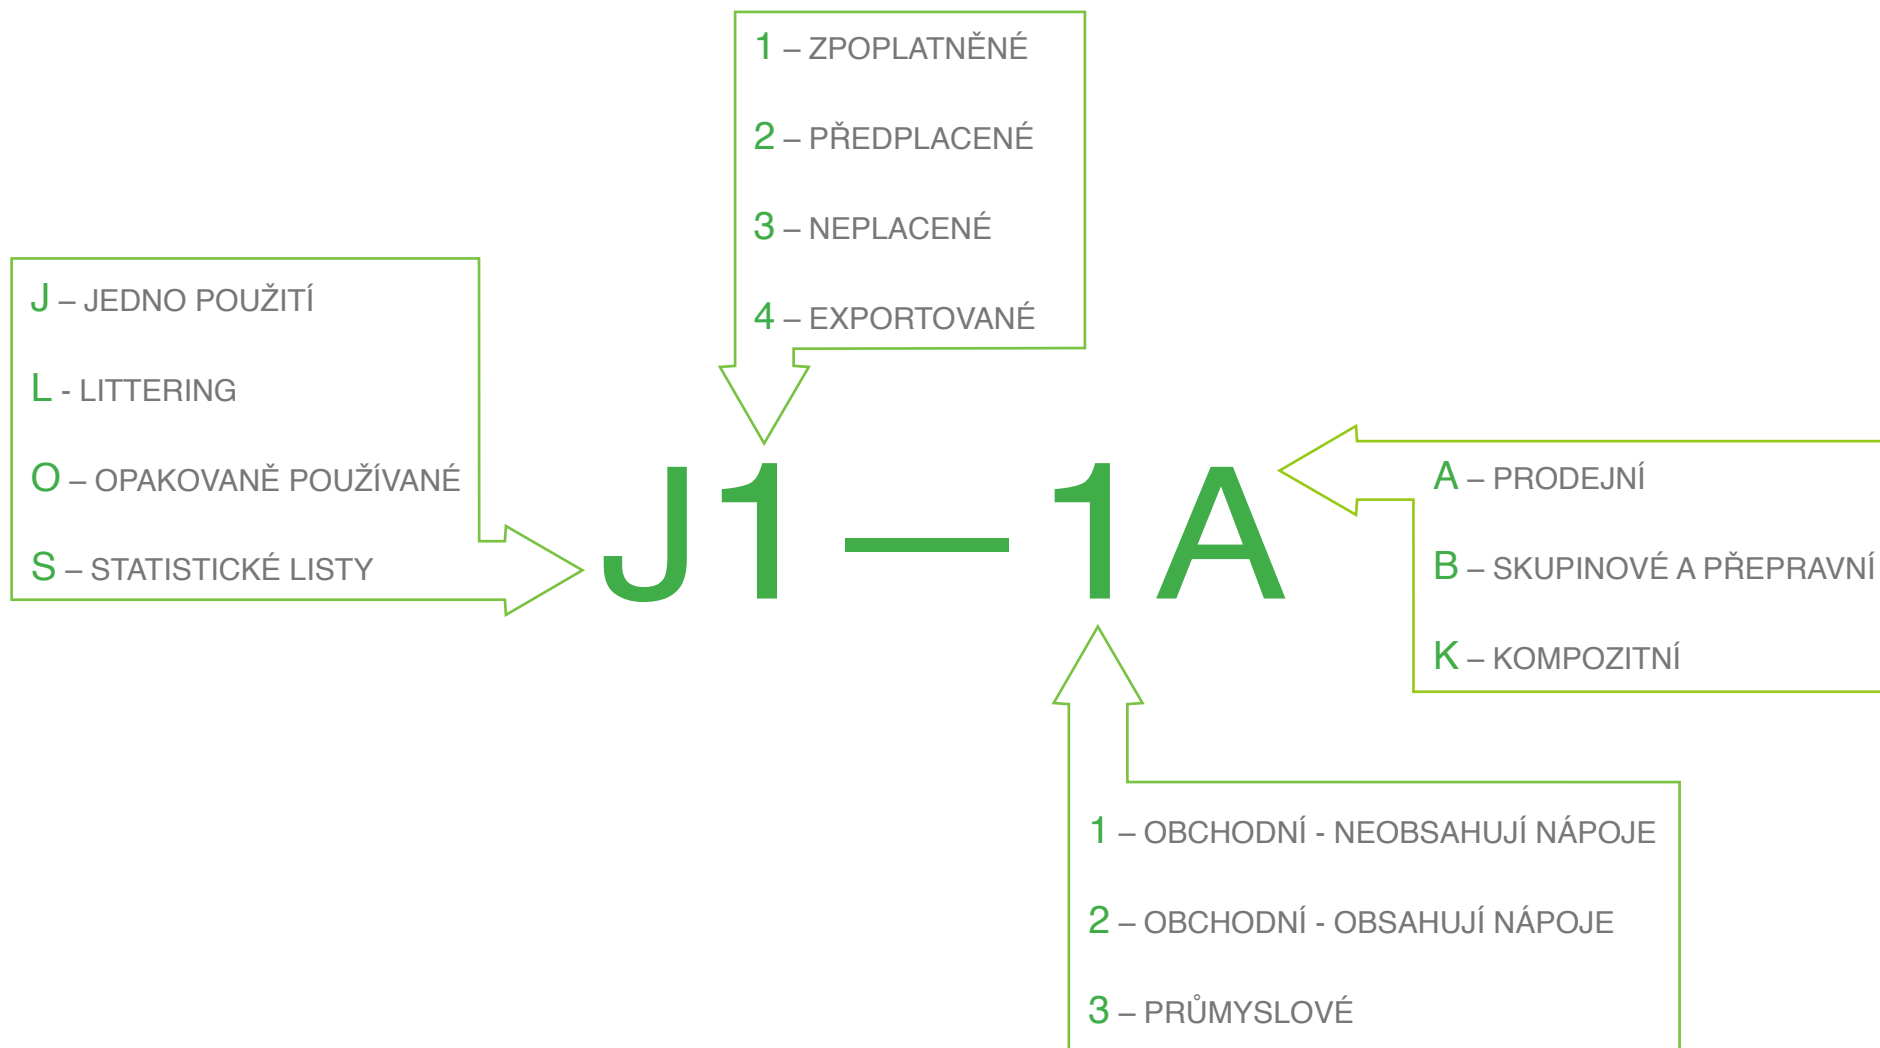 1 – ZPOPLATNĚNÉ
2 – PŘEDPLACENÉ
3 – NEPLACENÉ
4 – EXPORTOVANÉ
J – JEDNO POUŽITÍ
L - LITTERING
O – OPAKOVANĚ POUŽÍVANÉ
S – STATISTICKÉ LISTY
J1 — 1A
A – PRODEJNÍ
B – SKUPINOVÉ A PŘEPRAVNÍ
K – KOMPOZITNÍ
1 – OBCHODNÍ - NEOBSAHUJÍ NÁPOJE
2 – OBCHODNÍ - OBSAHUJÍ NÁPOJE
3 – PRŮMYSLOVÉ